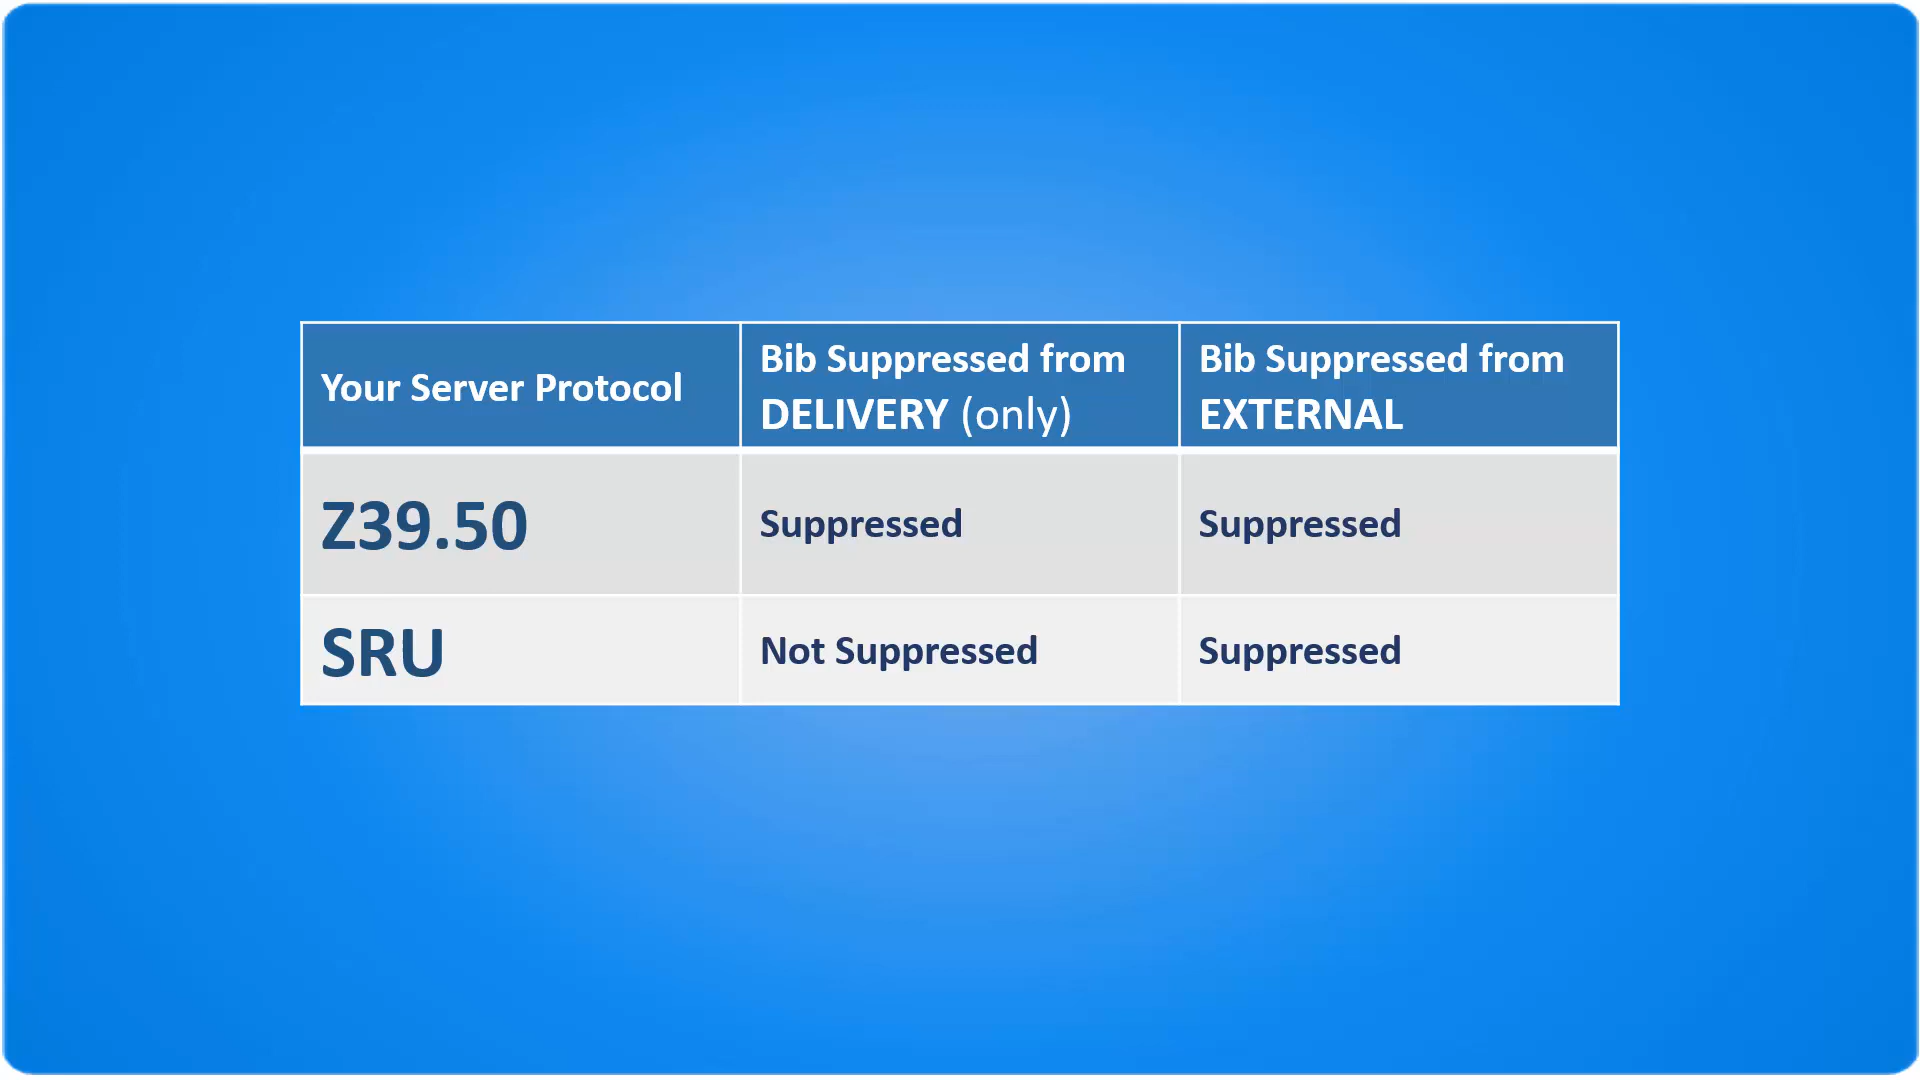 Your Server Protocol
Bib Suppressed from
DELIVERY (only)
Bib Suppressed from
EXTERNAL
Z39.50
Suppressed
Suppressed
SRU
Not Suppressed
Suppressed